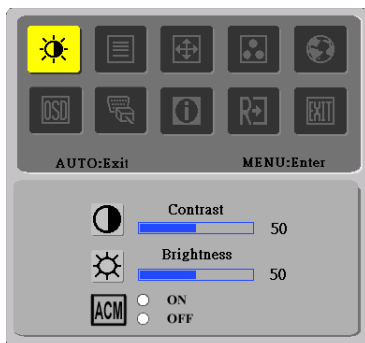 OSD i R EXIT
AUTO:Exit MENU:Enter
Contrast
50
Brightness
50
ACM ON
OFF